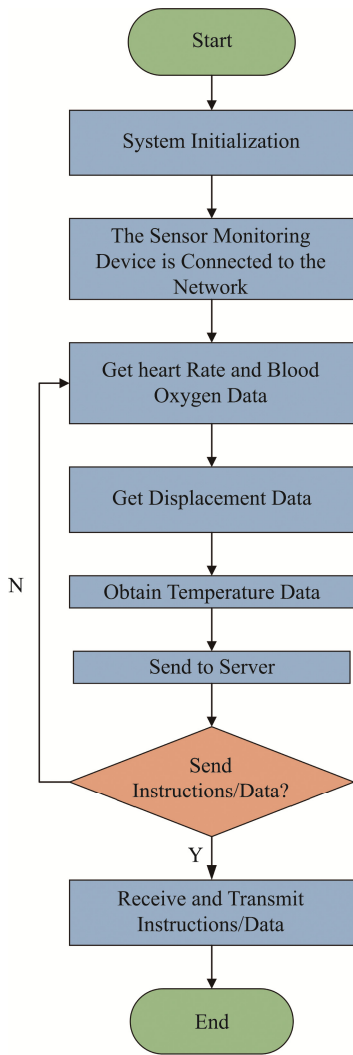 Start
System Initialization
The Sensor Monitoring
Device is Connected to the
Network
Get heart Rate and Blood
Oxygen Data
Get Displacement Data
Obtain Temperature Data
Send to Server
Send
Instructions/Data?
N
Y
Receive and Transmit
Instructions/Data
End